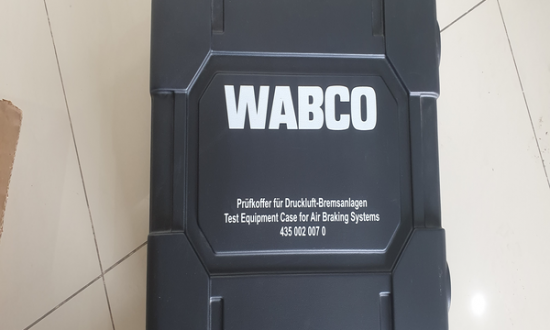 WABCO
Prüfkoffer für Druckluft-Bremsanlagen
Test Equipment Case for Air Braking Systems
435 002 007 0